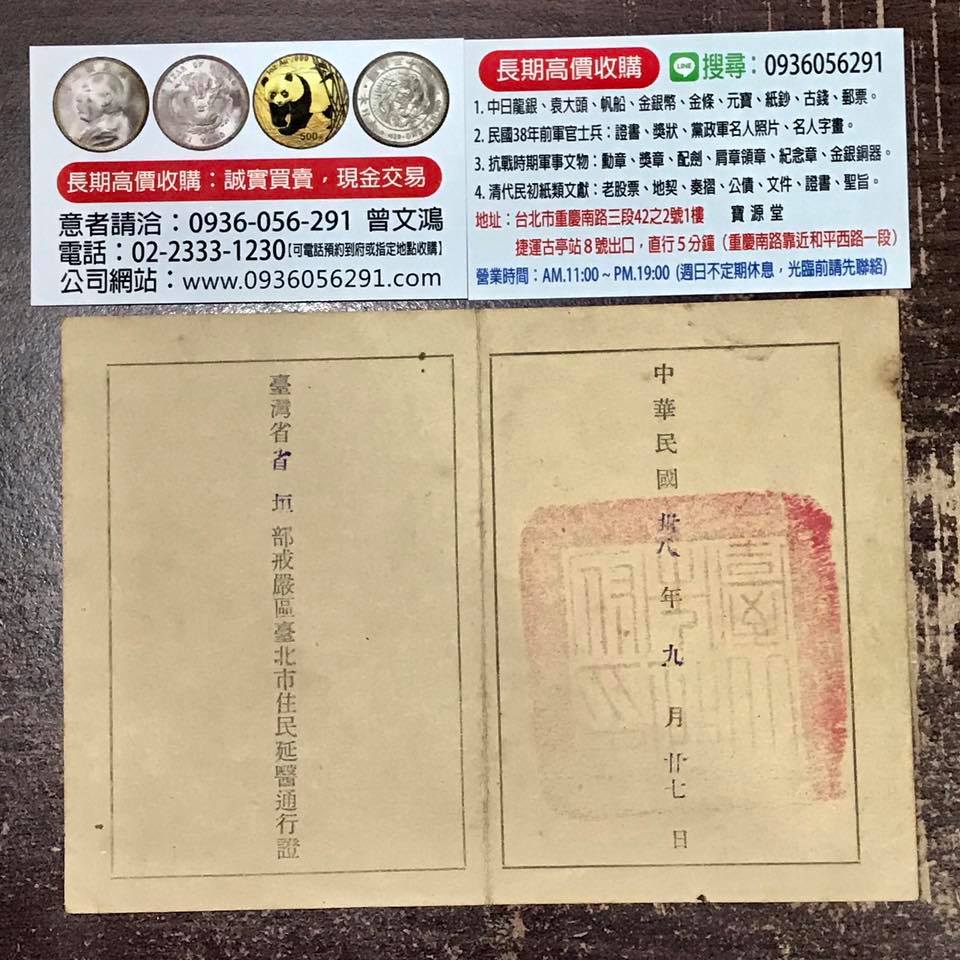 長期高價收購：誠實買賣，現金交易
意者請洽：0936-056-291 曾文鴻
電話：02-2333-1230【可電話預約到府或指定地點收購】
公司網站：www.0936056291.com
長期高價收購 LINE 搜尋：0936056291
1. 中日龍銀、袁大頭、帆船、金銀幣、金條、元寶、紙鈔、古錢、郵票。
2. 民國38年前軍官士兵：證書、獎狀、黨政軍名人照片、名人字畫。
3. 抗戰時期軍事文物：勳章、獎章、配劍、肩章領章、紀念章、金銀銅器。
4. 清代民初紙類文獻：老股票、地契、奏摺、公債、文件、證書、聖旨。
地址：台北市重慶南路三段42之2號1樓 寶源堂
捷運古亭站8號出口，直行5分鐘（重慶南路靠近和平西路一段）
營業時間：AM.11:00 ~ PM.19:00 (週日不定期休息，光臨前請先聯絡)
中華民國卅八年九月廿七日
臺灣省省垣部戒嚴區臺北市住民延醫通行證
500